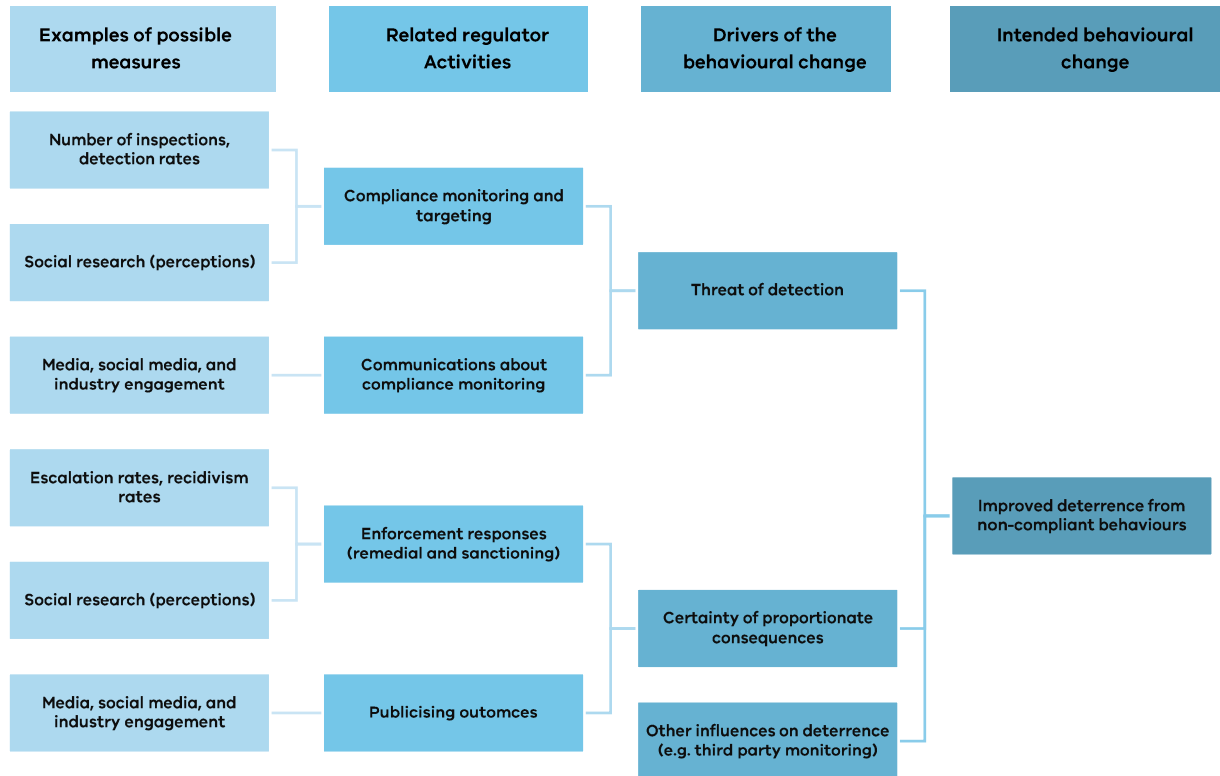 Examples of possible
measures
Related regulator
Activities
Drivers of the
behavioural change
Intended behavioural
change
Number of inspections,
detection rates
Social research (perceptions)
Media, social media, and
industry engagement
Escalation rates, recidivism
rates
Social research (perceptions)
Media, social media, and
industry engagement
Compliance monitoring and
targeting
Communications about
compliance monitoring
Enforcement responses
(remedial and sanctioning)
Publicising outomces
Threat of detection
Certainty of proportionate
consequences
Other influences on deterrence
(e.g. third party monitoring)
Improved deterrence from
non-compliant behaviours